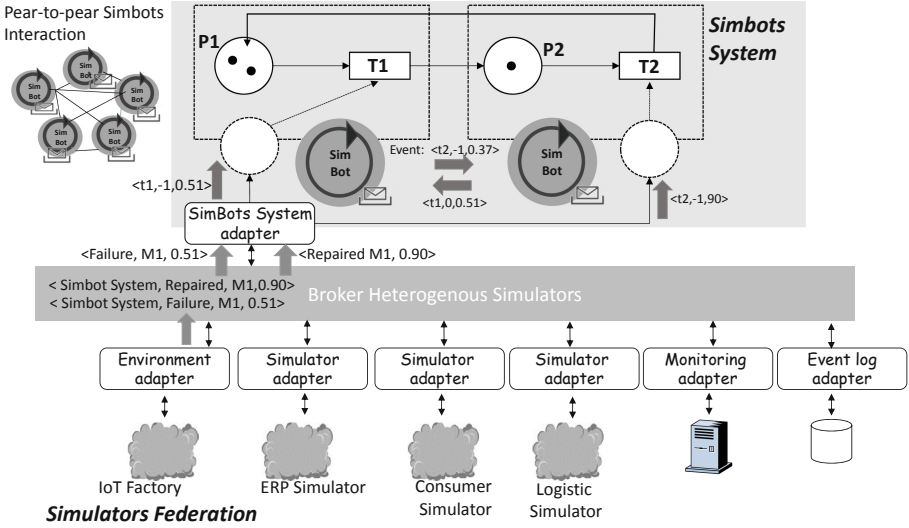 Pear-to-pear Simbots
Interaction
Sim
Bot
Sim
Bot
Sim
Bot
Sim
Bot
Sim
Bot
P1
T1
P2
T2
Simbots
System
Sim
Bot
Event: <t2,-1,0.37>
<t1,0,0.51>
Sim
Bot
<t1,-1,0.51>
<t2,-1,90>
SimBots System
adapter
<Failure, M1, 0.51>
<Repaired M1, 0.90>
< Simbot System, Repaired, M1,0.90>
< Simbot System, Failure, M1, 0.51>
Broker Heterogenous Simulators
Environment
adapter
Simulator
adapter
Simulator
adapter
Simulator
adapter
Monitoring
adapter
Event log
adapter
IoT Factory
ERP Simulator
Consumer
Simulator
Logistic
Simulator
Simulators Federation